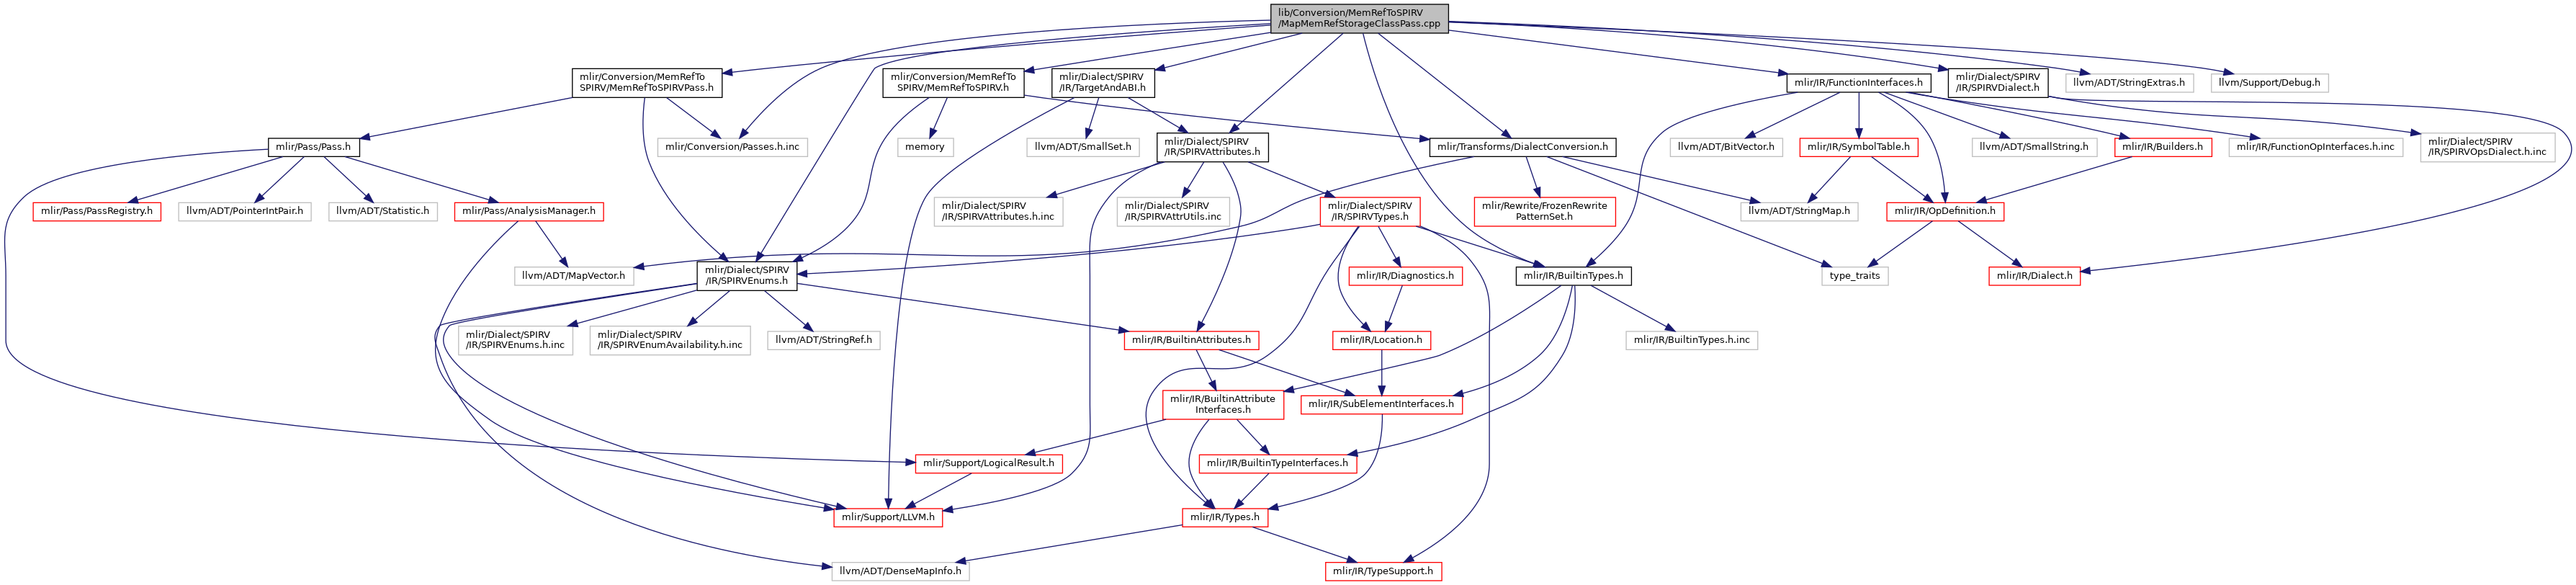 lib/Conversion/MemRefToSPIRV
/MapMemRefStorageClassPass.cpp
mlir/Conversion/MemRefTo
SPIRV/MemRefToSPIRVPass.h
mlir/Conversion/MemRefTo
SPIRV/MemRefToSPIRV.h
mlir/Dialect/SPIRV
/IR/TargetAndABI.h
mlir/IR/FunctionInterfaces.h
mlir/Dialect/SPIRV
/IR/SPIRVDialect.h
llvm/ADT/StringExtras.h
llvm/Support/Debug.h
mlir/Pass/Pass.h
mlir/Conversion/Passes.h.inc
memory
llvm/ADT/SmallSet.h
mlir/Dialect/SPIRV
/IR/SPIRVAttributes.h
mlir/Transforms/DialectConversion.h
llvm/ADT/BitVector.h
mlir/IR/SymbolTable.h
llvm/ADT/SmallString.h
mlir/IR/Builders.h
mlir/IR/FunctionOpInterfaces.h.inc
mlir/Dialect/SPIRV
/IR/SPIRVOpsDialect.h.inc
mlir/Pass/PassRegistry.h
llvm/ADT/PointerIntPair.h
llvm/ADT/Statistic.h
mlir/Pass/AnalysisManager.h
mlir/Dialect/SPIRV
/IR/SPIRVAttributes.h.inc
mlir/Dialect/SPIRV
/IR/SPIRVAttrUtils.inc
mlir/Dialect/SPIRV
/IR/SPIRVTypes.h
mlir/Rewrite/FrozenRewrite
PatternSet.h
llvm/ADT/StringMap.h
mlir/IR/OpDefinition.h
llvm/ADT/MapVector.h
mlir/Dialect/SPIRV
/IR/SPIRVEnums.h
mlir/IR/Diagnostics.h
mlir/IR/BuiltinTypes.h
type_traits
mlir/IR/Dialect.h
mlir/Dialect/SPIRV
/IR/SPIRVEnums.h.inc
mlir/Dialect/SPIRV
/IR/SPIRVEnumAvailability.h.inc
llvm/ADT/StringRef.h
mlir/IR/BuiltinAttributes.h
mlir/IR/Location.h
mlir/IR/BuiltinTypes.h.inc
mlir/IR/BuiltinAttribute
Interfaces.h
mlir/IR/SubElementInterfaces.h
mlir/Support/LogicalResult.h
mlir/IR/BuiltinTypeInterfaces.h
mlir/Support/LLVM.h
mlir/IR/Types.h
llvm/ADT/DenseMapInfo.h
mlir/IR/TypeSupport.h